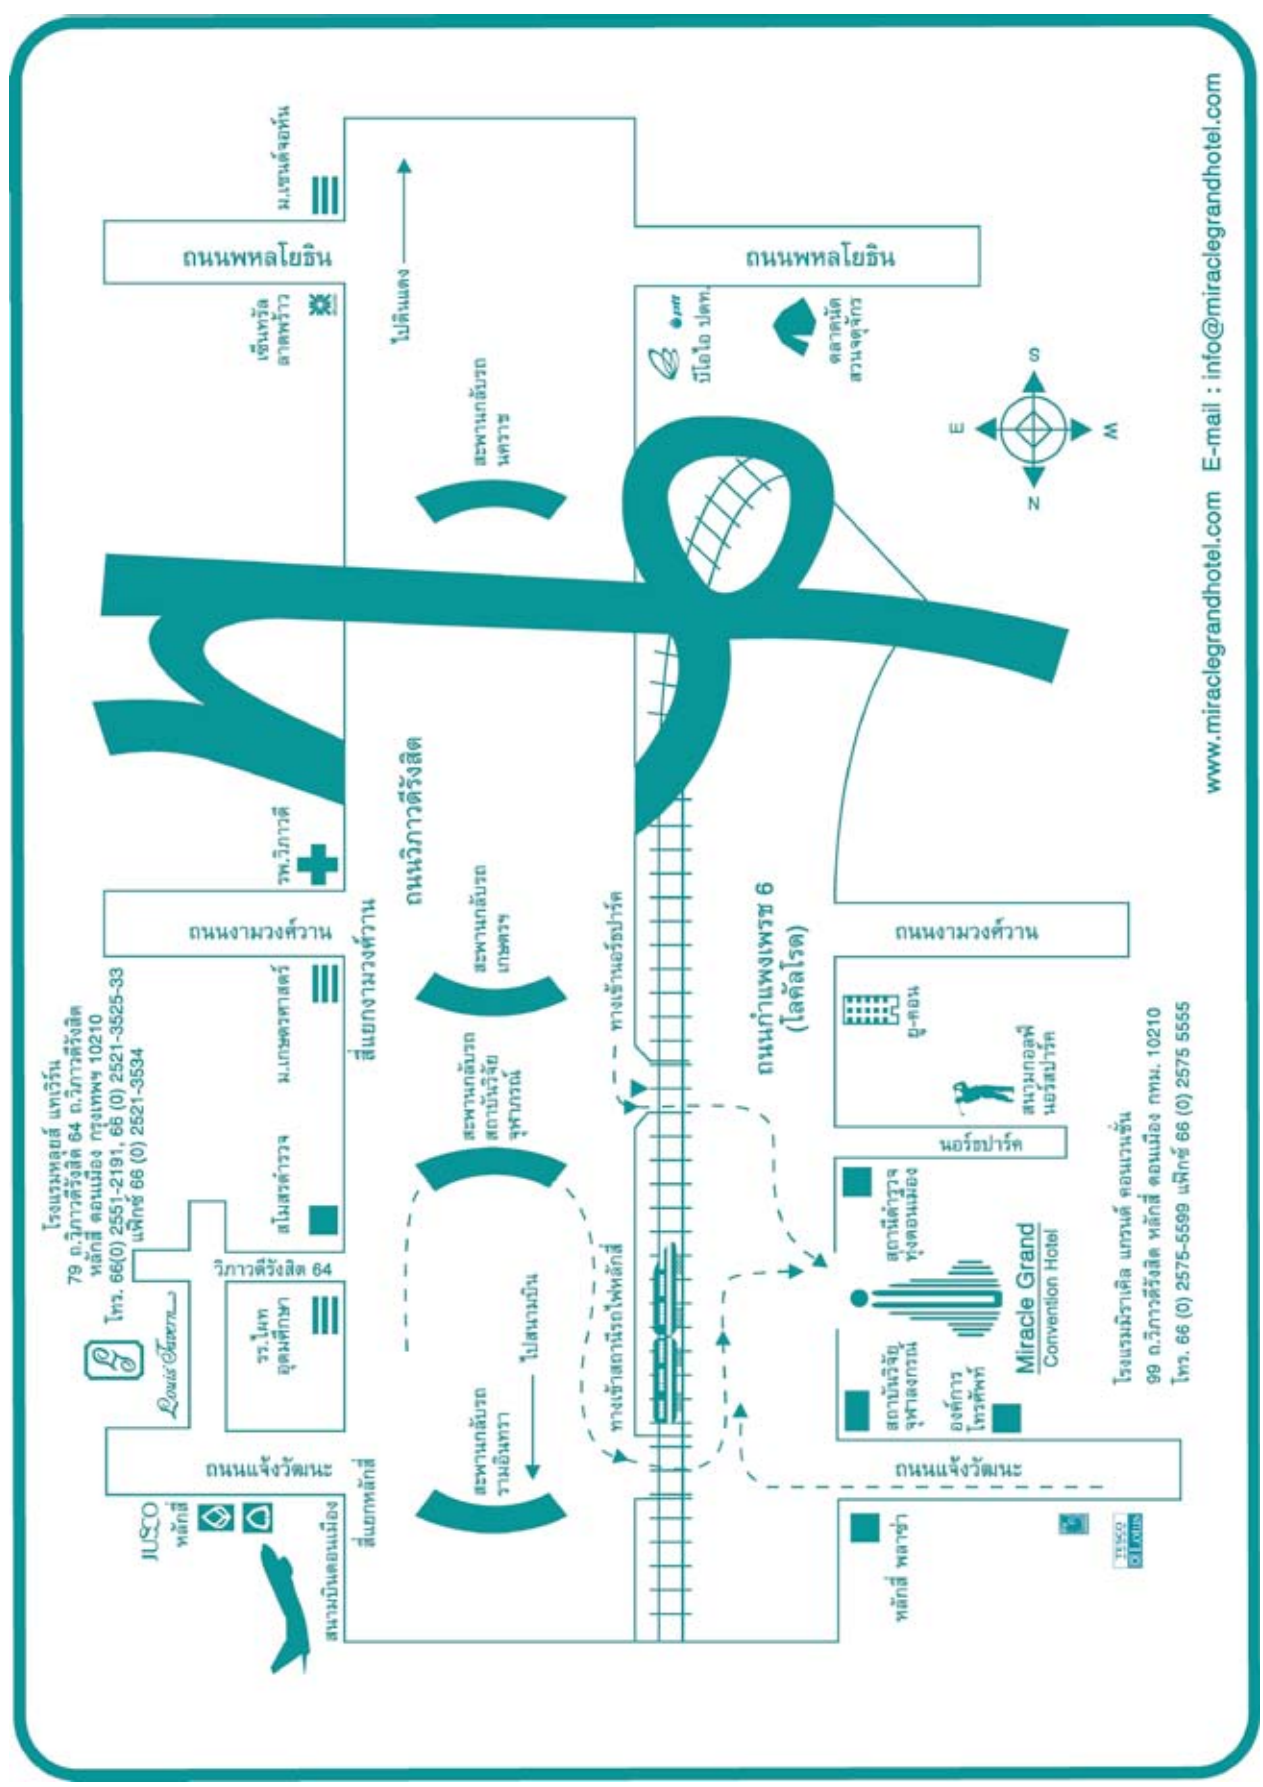 โรงแรมหลุยส์ แทเวิร์น
79 ถ.วิภาวดีรังสิต 64 ถ.วิภาวดีรังสิต
หลักสี่ ดอนเมือง กรุงเทพฯ 10210
โทร. 66(0) 2551-2191, 66 (0) 2521-3525-33
แฟ็กซ์ 66 (0) 2521-3534
Louis Tavern
JUSCO
หลักสี่
สนามบินดอนเมือง
ถนนแจ้งวัฒนะ
สี่แยกหลักสี่
รร.ไผท
อุดมศึกษา
วิภาวดีรังสิต 64
สโมสรตำรวจ
ม.เกษตรศาสตร์
ถนนงามวงศ์วาน
สี่แยกงามวงศ์วาน
รพ.วิภาวดี
เซ็นทรัล
ลาดพร้าว
ถนนพหลโยธิน
ม.เซนต์จอห์น
ไปดินแดง
ถนนวิภาวดีรังสิต
สะพานกลับรถ
รามอินทรา
ไปสนามบิน
สะพานกลับรถ
สถาบันวิจัย
จุฬาภรณ์
สะพานกลับรถ
เกษตรฯ
สะพานกลับรถ
นคราช
ทางเข้าสถานีรถไฟหลักสี่
ทางเข้านอร์ธปาร์ค
ถนนกำแพงเพชร 6
(โลคัลโรด)
บีโอไอ ปตท.
ptt
ตลาดนัด
สวนจตุจักร
ถนนพหลโยธิน
หลักสี่ พลาซ่า
TESCO
Lotus
ถนนแจ้งวัฒนะ
สถาบันวิจัย
จุฬาลงกรณ์
องค์การ
โทรศัพท์
สถานีตำรวจ
ทุ่งดอนเมือง
Miracle Grand
Convention Hotel
นอร์ธปาร์ค
สนามกอล์ฟ
นอร์สปาร์ค
ยู-คอน
ถนนงามวงศ์วาน
E
N
S
W
โรงแรมมิราเคิล แกรนด์ คอนเวนชั่น
99 ถ.วิภาวดีรังสิต หลักสี่ ดอนเมือง กทม. 10210
โทร. 66 (0) 2575-5599 แฟ็กซ์ 66 (0) 2575 5555
www.miraclegrandhotel.com E-mail : info@miraclegrandhotel.com